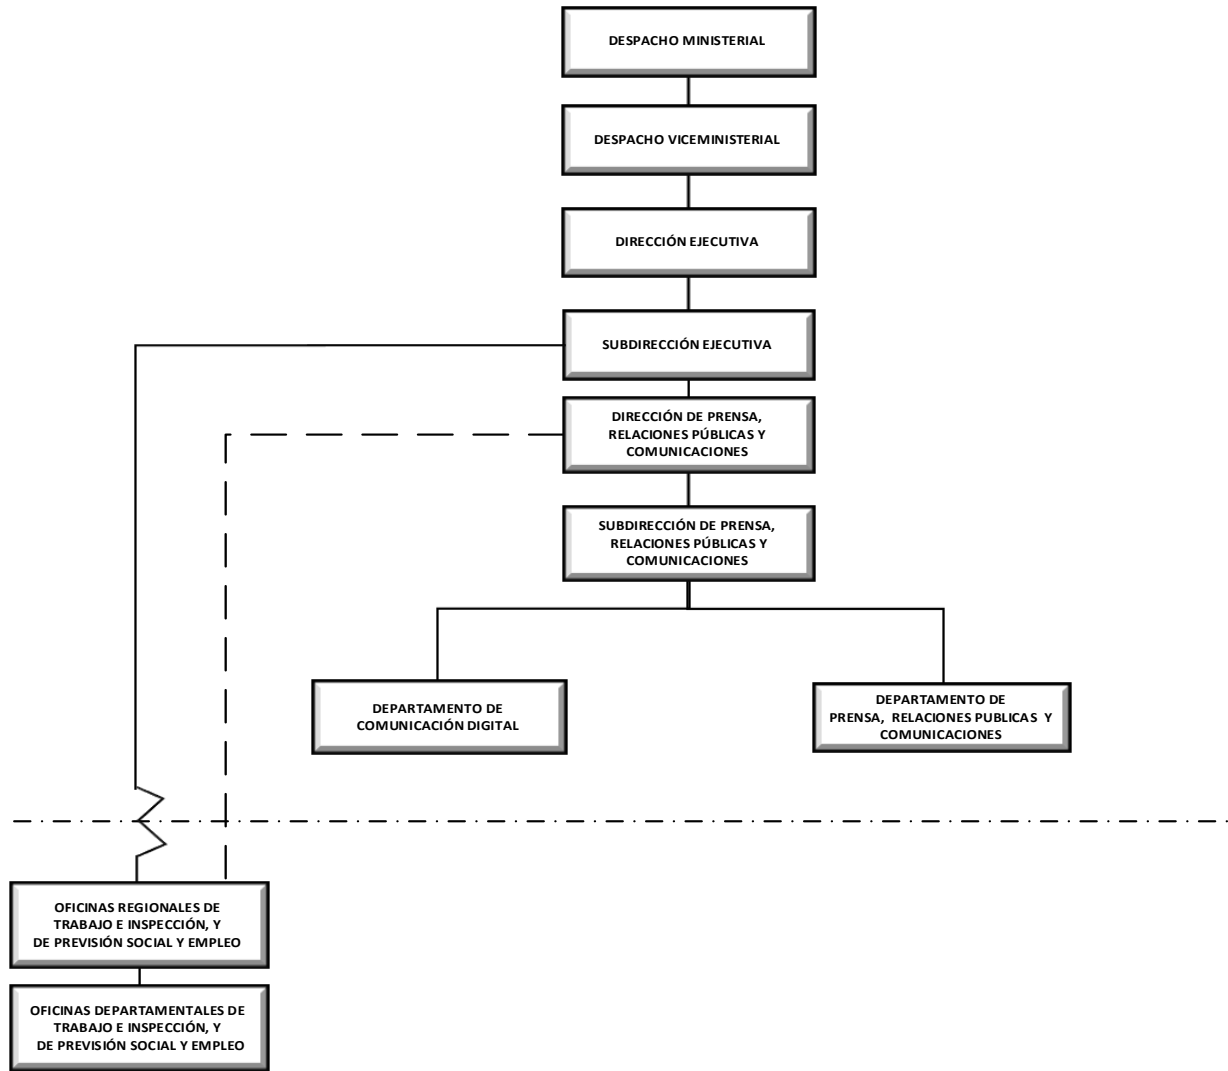 DESPACHO MINISTERIAL
DESPACHO VICEMINISTERIAL
DIRECCIÓN EJECUTIVA
SUBDIRECCIÓN EJECUTIVA
DIRECCIÓN DE PRENSA,
RELACIONES PÚBLICAS Y
COMUNICACIONES
SUBDIRECCIÓN DE PRENSA,
RELACIONES PÚBLICAS Y
COMUNICACIONES
DEPARTAMENTO DE
COMUNICACIÓN DIGITAL
DEPARTAMENTO DE
PRENSA, RELACIONES PUBLICAS Y
COMUNICACIONES
OFICINAS REGIONALES DE
TRABAJO E INSPECCIÓN, Y
DE PREVISIÓN SOCIAL Y EMPLEO
OFICINAS DEPARTAMENTALES DE
TRABAJO E INSPECCIÓN, Y
DE PREVISIÓN SOCIAL Y EMPLEO